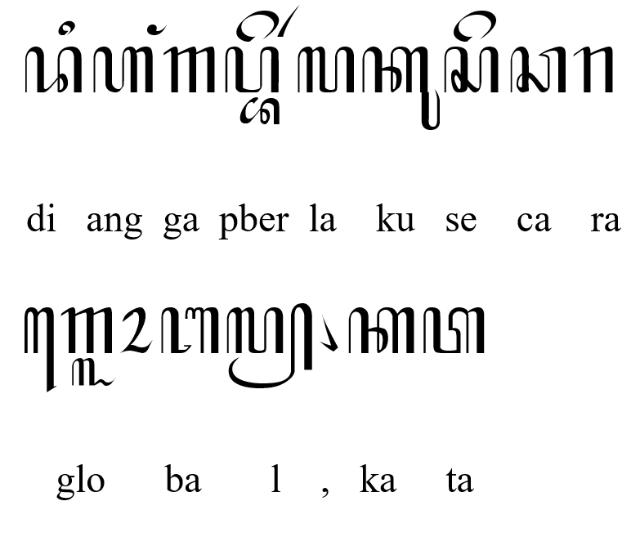 ꦢꦶꦲꦁꦒꦥ꧀ꦧꦼꦂꦭꦏꦸꦱꦼꦕꦫ
di ang ga pber la ku se ca ra
ꦒ꧀ꦭꦺꦴꦧꦭ꧀꧈ꦏꦠ
glo ba l , ka ta